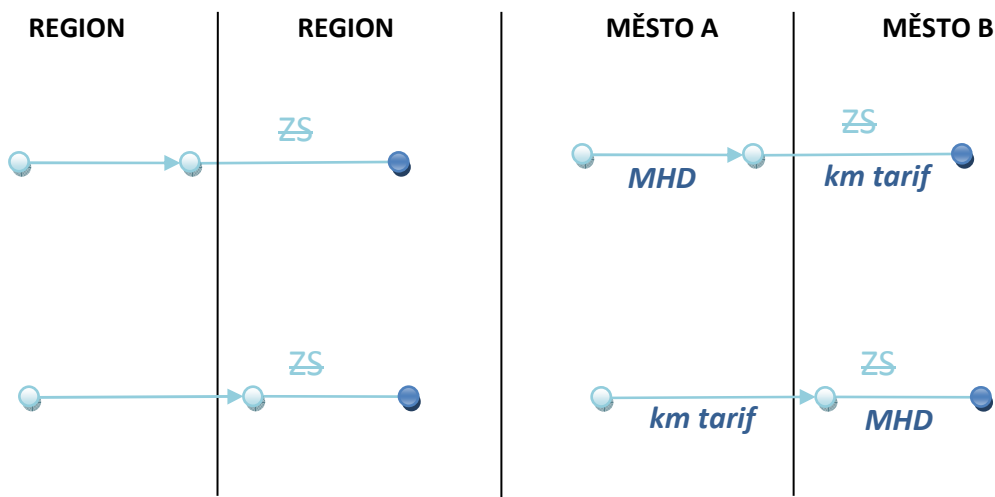 REGION REGION MĚSTO A MĚSTO B
ZS ZS
MHD km tarif
ZS ZS
km tarif MHD